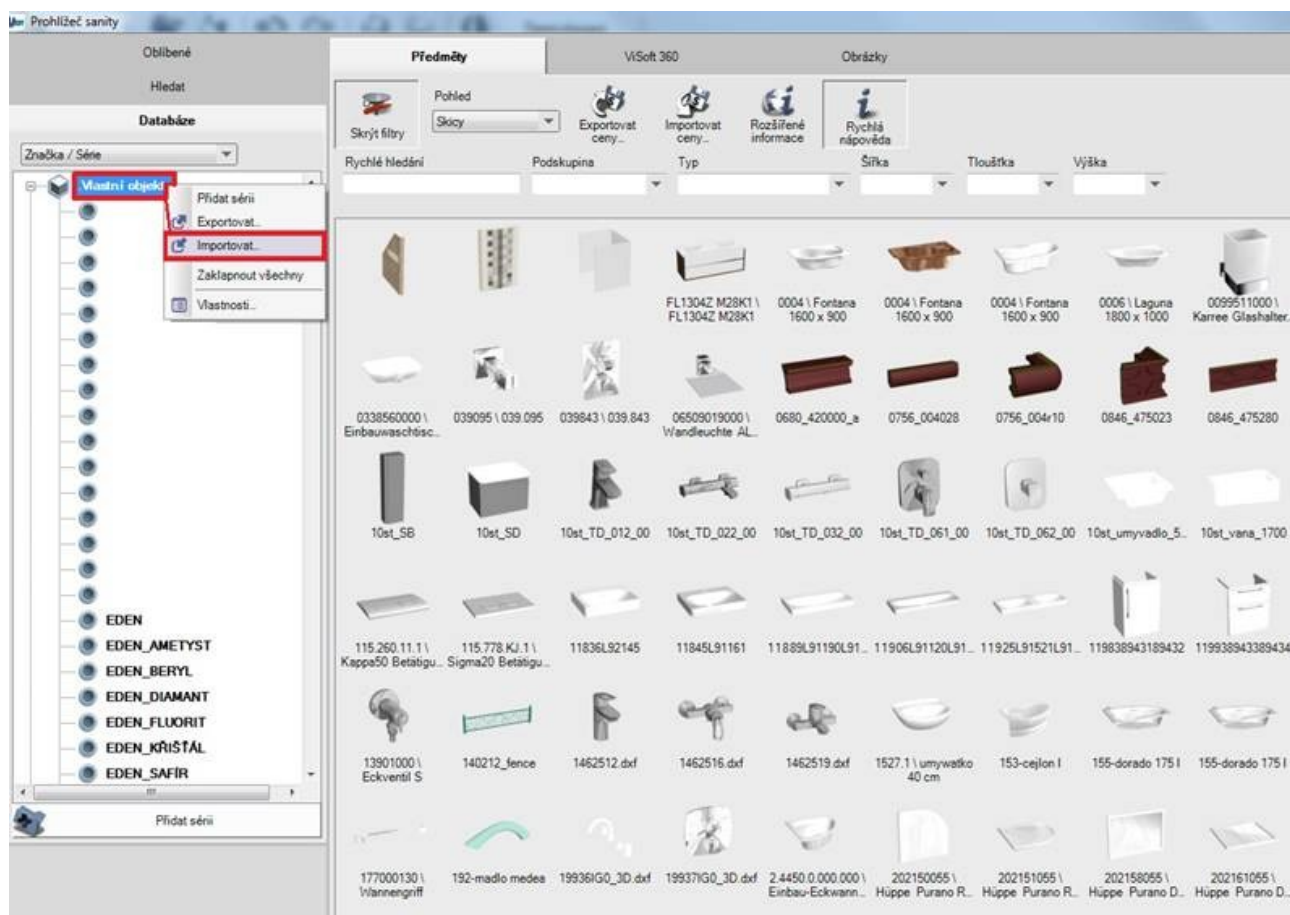 Prohlížeč sanity
Oblíbené
Hledat
Databáze
Značka / Série
Vlastní objekt
Přidat sérii
Exportovat...
Importovat...
Zaklapnout všechny
Vlastnosti...
EDEN
EDEN_AMETYST
EDEN_BERYL
EDEN_DIAMANT
EDEN_FLUORIT
EDEN_KŘIŠŤÁL
EDEN_SAFÍR
Přidat sérii
Předměty
ViSoft 360
Obrázky
Skrýt filtry
Pohled
Skicy
Exportovat
ceny...
Importovat
ceny...
Rozšířené
informace
Rychlá
nápověda
Rychlé hledání
Podskupina
Typ
Šířka
Tloušťka
Výška
FL1304Z M28K1 \
FL1304Z M28K1
0004 \ Fontana
1600 x 900
0004 \ Fontana
1600 x 900
0004 \ Fontana
1600 x 900
0006 \ Laguna
1800 x 1000
0099511000 \
Karree Glashalter.
0338560000 \
Einbauwaschtisc...
039095 \ 039.095
039843 \ 039.843
06509019000 \
Wandleuchte AL...
0680_420000_a
0756_004028
0756_004r10
0846_475023
0846_475280
10st_SB
10st_SD
10st_TD_012_00
10st_TD_022_00
10st_TD_032_00
10st_TD_061_00
10st_TD_062_00
10st_umyvadlo_5...
10st_vana_1700
115.260.11.1 \
Kappa50 Betätigu...
115.778.KJ.1 \
Sigma20 Betätigu...
11836L92145
11845L91161
11889L91190L91...
11906L91120L91...
11925L91521L91...
119838943189432
119938943389434
13901000 \
Eckventil S
140212_fence
1462512.dxf
1462516.dxf
1462519.dxf
1527.1 \ umywatko
40 cm
153-cejlon l
155-dorado 175 l
155-dorado 175 l
177000130 \
Wannengriff
192-madlo medea
19936IG0_3D.dxf
19937IG0_3D.dxf
2.4450.0.000.000 \
Einbau-Eckwann...
202150055 \
Hüppe Purano R...
202151055 \
Hüppe Purano R...
202158055 \
Hüppe Purano D...
202161055 \
Hüppe Purano D...